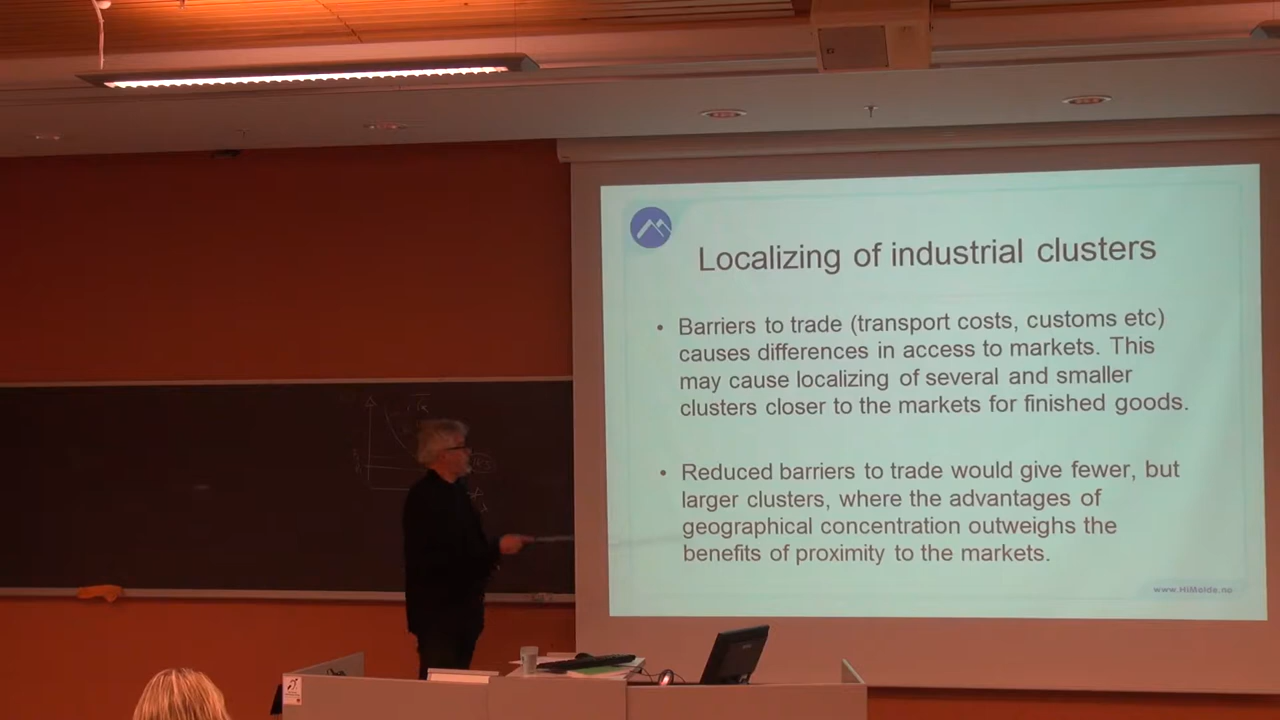 Localizing of industrial clusters
• Barriers to trade (transport costs, customs etc)
causes differences in access to markets. This
may cause localizing of several and smaller
clusters closer to the markets for finished goods.
• Reduced barriers to trade would give fewer, but
larger clusters, where the advantages of
geographical concentration outweighs the
benefits of proximity to the markets.
www.HiMolde.no